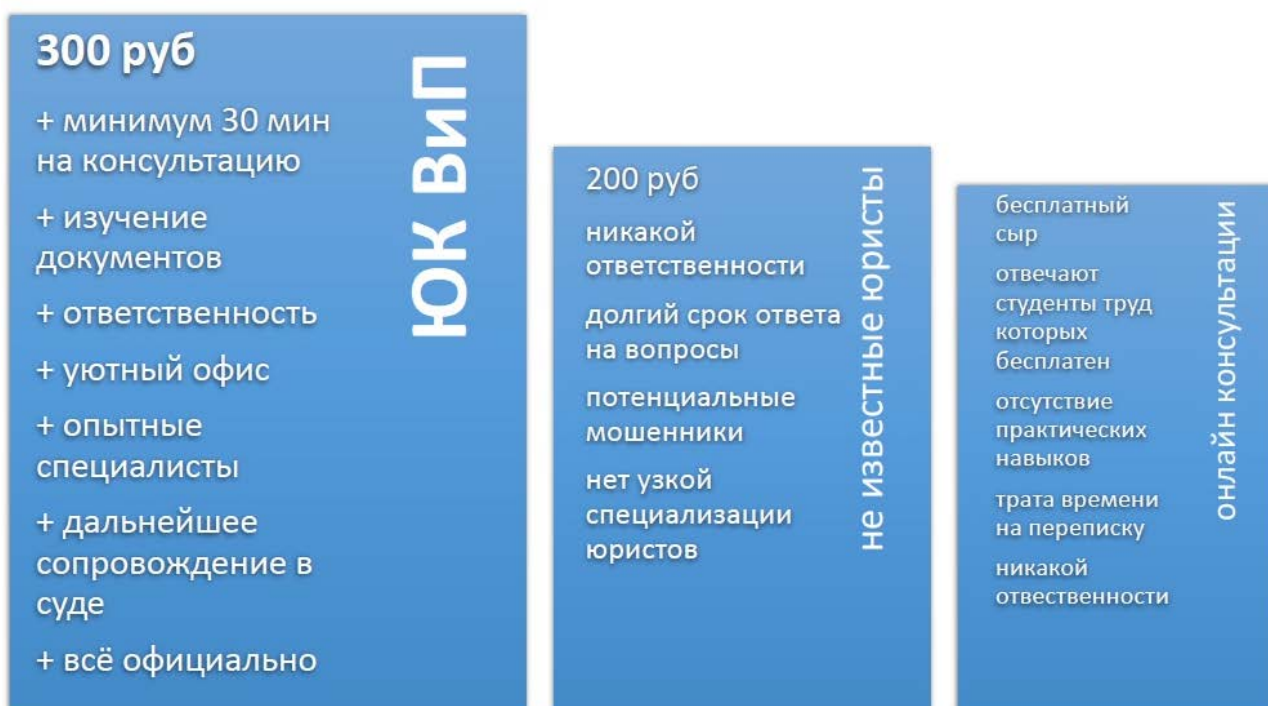 300 руб
+ минимум 30 мин
на консультацию
+ изучение
документов
+ ответственность
+ уютный офис
+ опытные
специалисты
+ дальнейшее
сопровождение в
суде
+ всё официально
ЮК ВиП
200 руб
никакой
ответственности
долгий срок ответа
на вопросы
потенциальные
мошенники
нет узкой
специализации
юристов
не известные юристы
бесплатный
сыр
отвечают
студенты труд
которых
бесплатен
отсутствие
практических
навыков
трата времени
на переписку
никакой
отвественности
онлайн консультации